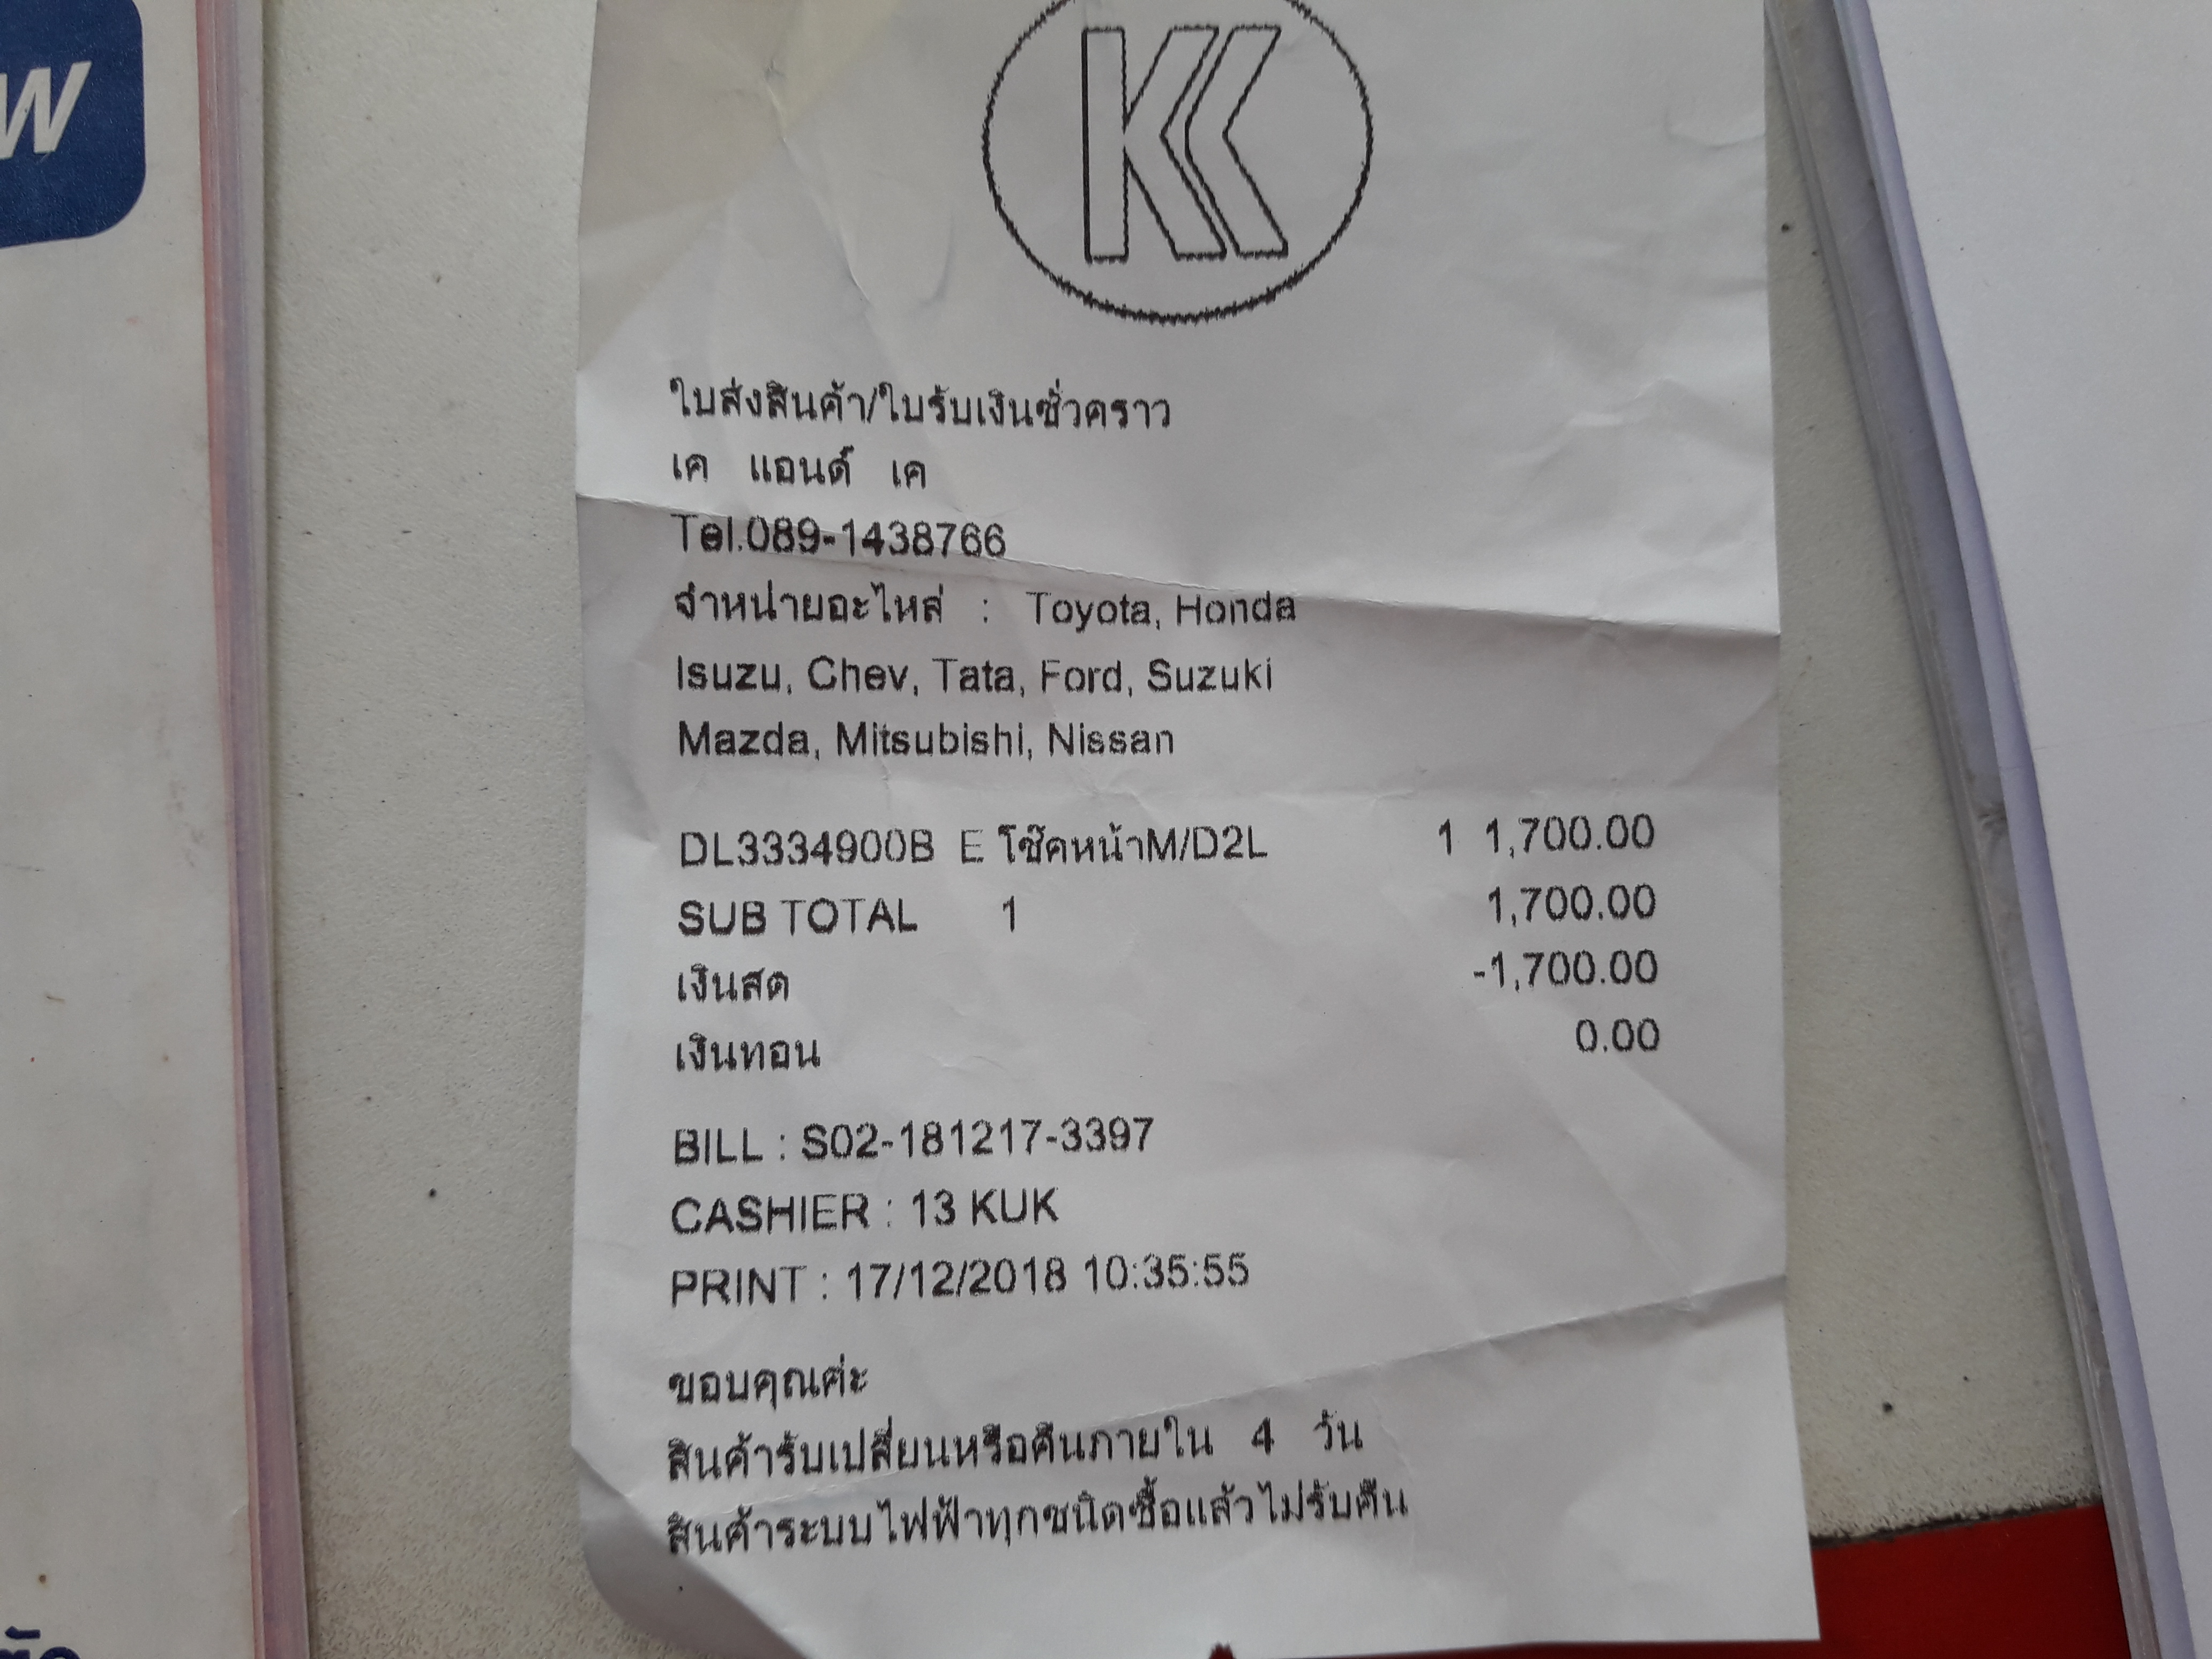 W
KK
ใบส่งสินค้า/ใบรับเงินชั่วคราว
เค แอนด์ เค
Tel.089-1438766
จำหน่ายอะไหล่ : Toyota, Honda
Isuzu, Chev, Tata, Ford, Suzuki
Mazda, Mitsubishi, Nissan
DL3334900B E โช๊คหน้าM/D2L 1 1,700.00
SUB TOTAL 1 1,700.00
เงินสด -1,700.00
เงินทอน 0.00
BILL : S02-181217-3397
CASHIER : 13 KUK
PRINT : 17/12/2018 10:35:55
ขอบคุณค่ะ
สินค้ารับเปลี่ยนหรือคืนภายใน 4 วัน
สินค้าระบบไฟฟ้าทุกชนิดซื้อแล้วไม่รับคืน